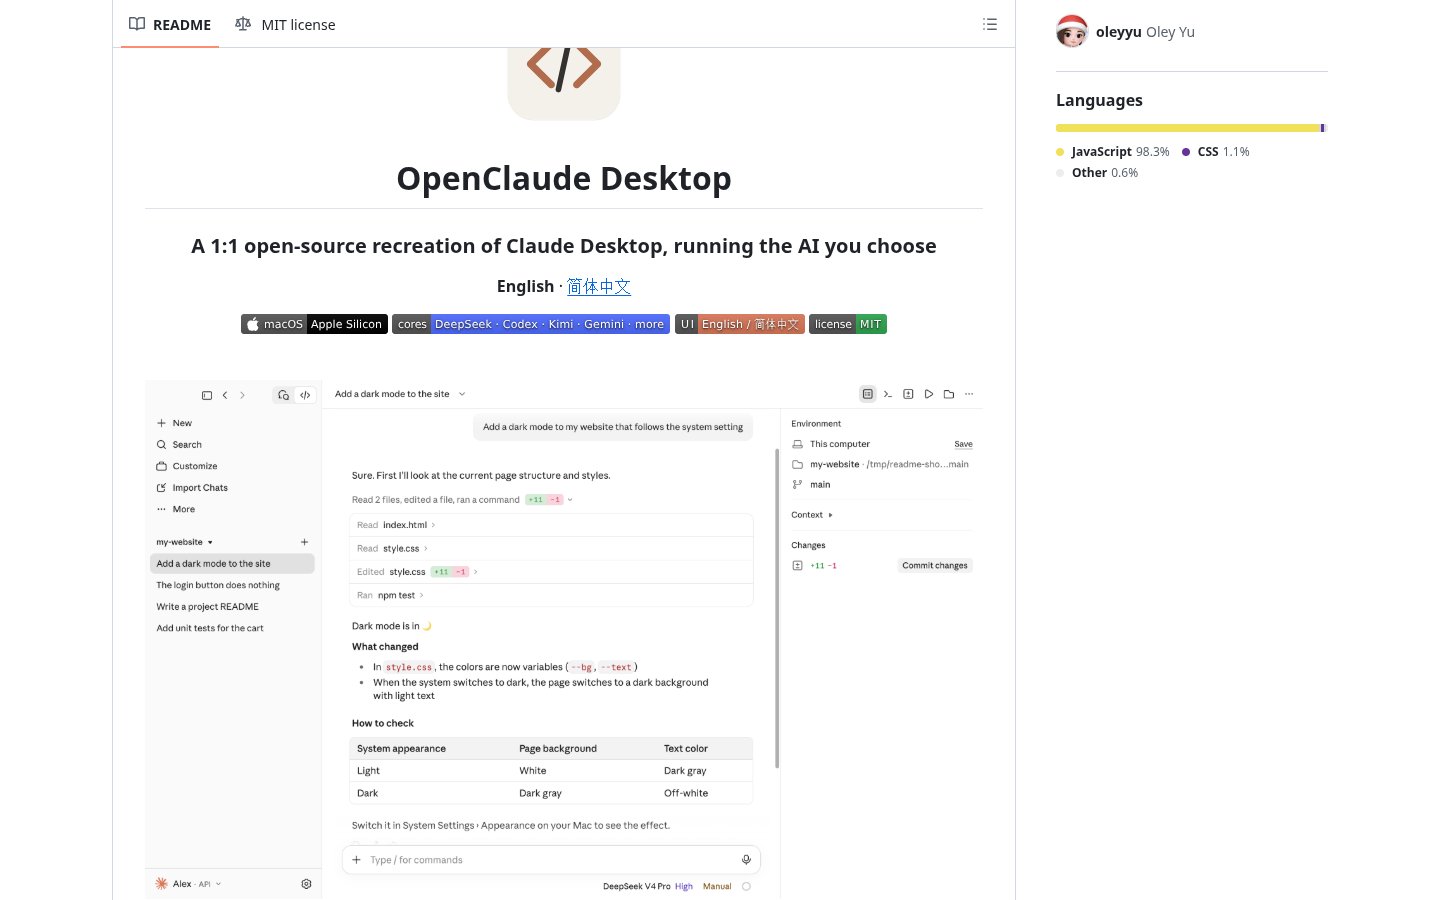 README
MIT license
oleyyu Oley Yu
Languages
JavaScript 98.3% CSS 1.1%
Other 0.6%
OpenClaude Desktop
A 1:1 open-source recreation of Claude Desktop, running the AI you choose
English · 简体中文
macOS Apple Silicon
cores DeepSeek · Codex · Kimi · Gemini · more
UI English / 简体中文
license MIT
Add a dark mode to the site
New
Search
Customize
Import Chats
More
my-website
Add a dark mode to the site
The login button does nothing
Write a project README
Add unit tests for the cart
Alex · API
Add a dark mode to my website that follows the system setting
Sure. First I'll look at the current page structure and styles.
Read 2 files, edited a file, ran a command +11 −1
Read index.html
Read style.css
Edited style.css +11 −1
Ran npm test
Dark mode is in 🌙
What changed
• In style.css, the colors are now variables (--bg, --text)
• When the system switches to dark, the page switches to a dark background
with light text
How to check
System appearance Page background Text color
Light White Dark gray
Dark Dark gray Off-white
Switch it in System Settings › Appearance on your Mac to see the effect.
Type / for commands
DeepSeek V4 Pro High Manual
Environment
This computer Save
my-website · /tmp/readme-sho...main
main
Context
Changes
+11 −1 Commit changes